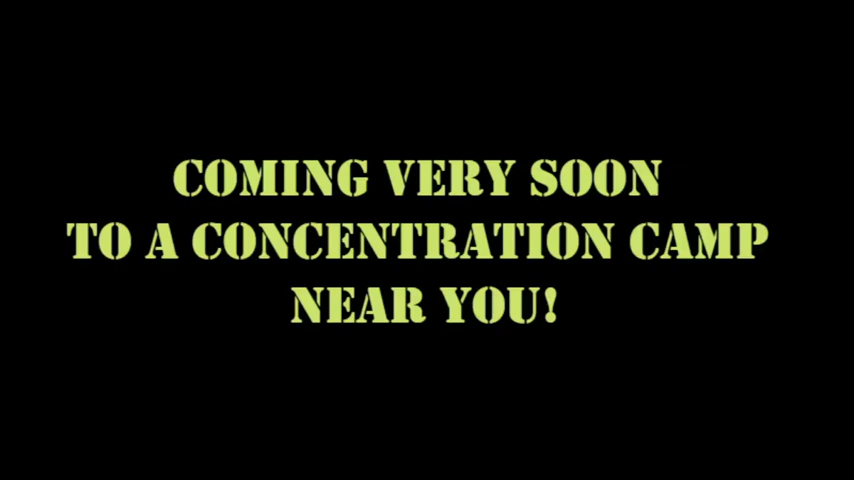 COMING VERY SOON
TO A CONCENTRATION CAMP
NEAR YOU!